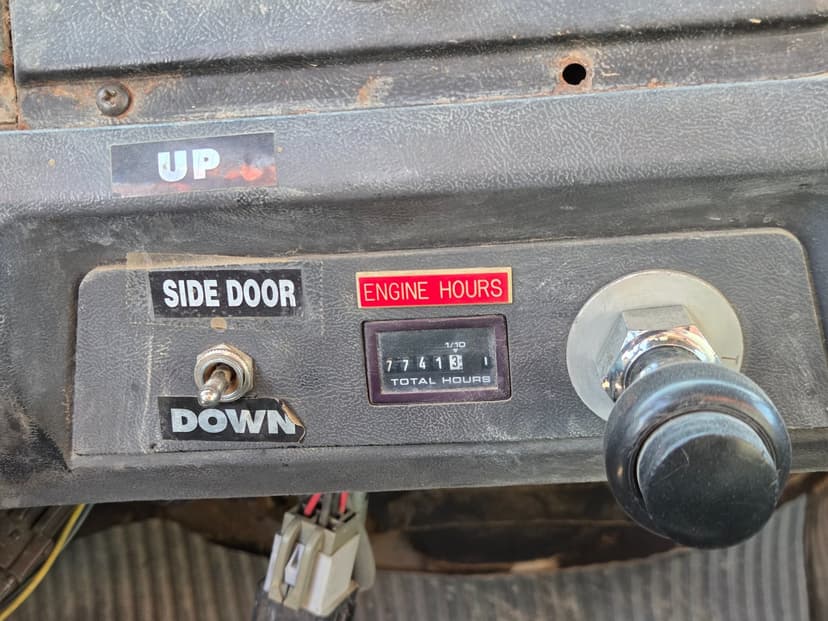 UP
SIDE DOOR
ENGINE HOURS
1/10
77413
TOTAL HOURS
DOWN